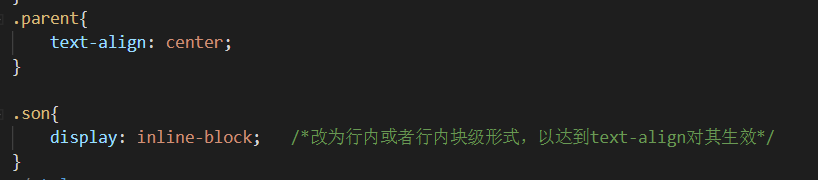 .parent{
text-align: center;
}
.son{
display: inline-block; /*改为行内或者行内块级形式，以达到text-align对其生效*/
}